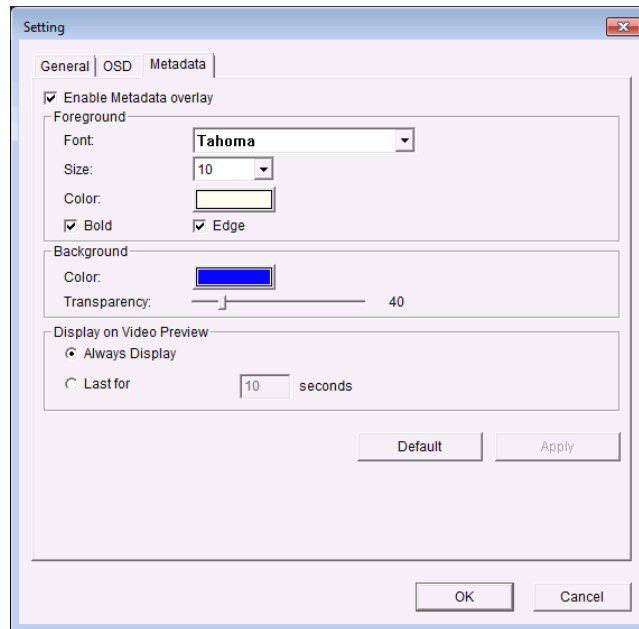 Setting
General OSD Metadata
Enable Metadata overlay
Foreground
Font: Tahoma
Size: 10
Color:
Bold Edge
Background
Color:
Transparency: 40
Display on Video Preview
Always Display
Last for 10 seconds
Default Apply
OK Cancel